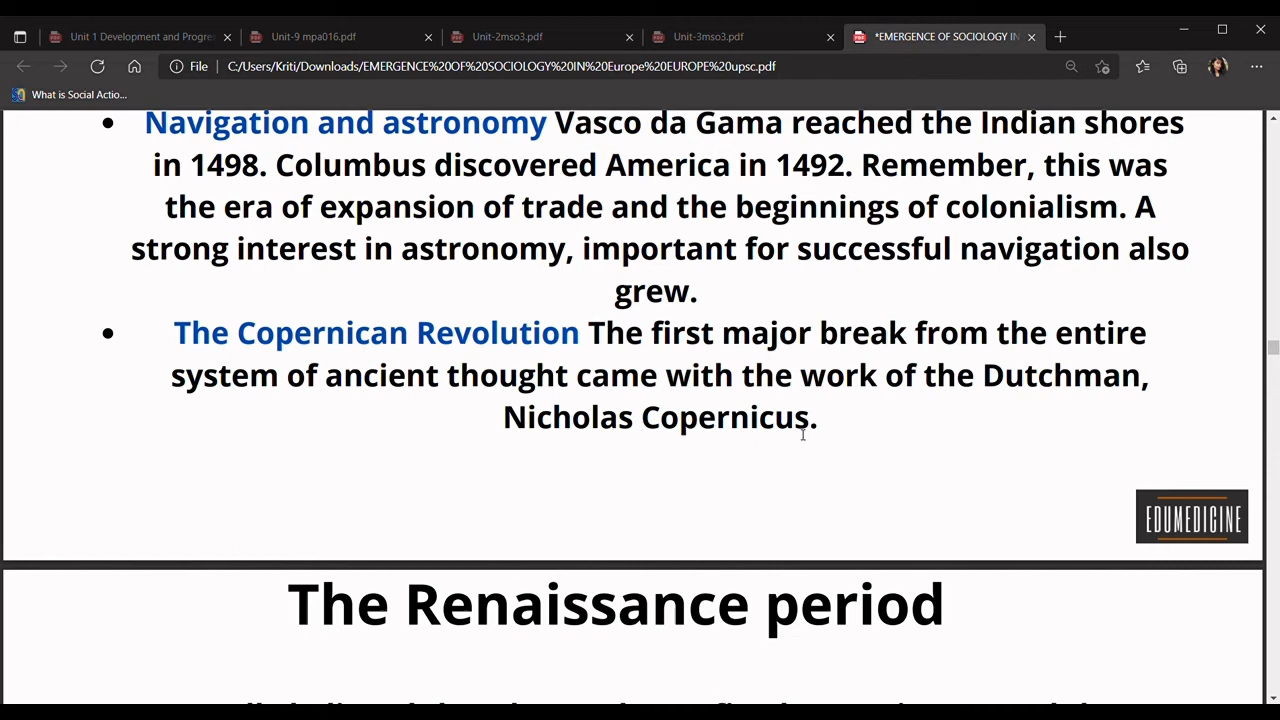 Unit 1 Development and Progre
Unit-9 mpa016.pdf
Unit-2mso3.pdf
Unit-3mso3.pdf
*EMERGENCE OF SOCIOLOGY IN
File
C:/Users/Kriti/Downloads/EMERGENCE%20OF%20SOCIOLOGY%20IN%20Europe%20EUROPE%20upsc.pdf
What is Social Actio...
• Navigation and astronomy Vasco da Gama reached the Indian shores
in 1498. Columbus discovered America in 1492. Remember, this was
the era of expansion of trade and the beginnings of colonialism. A
strong interest in astronomy, important for successful navigation also
grew.
• The Copernican Revolution The first major break from the entire
system of ancient thought came with the work of the Dutchman,
Nicholas Copernicus.
EDUMEDICINE
The Renaissance period